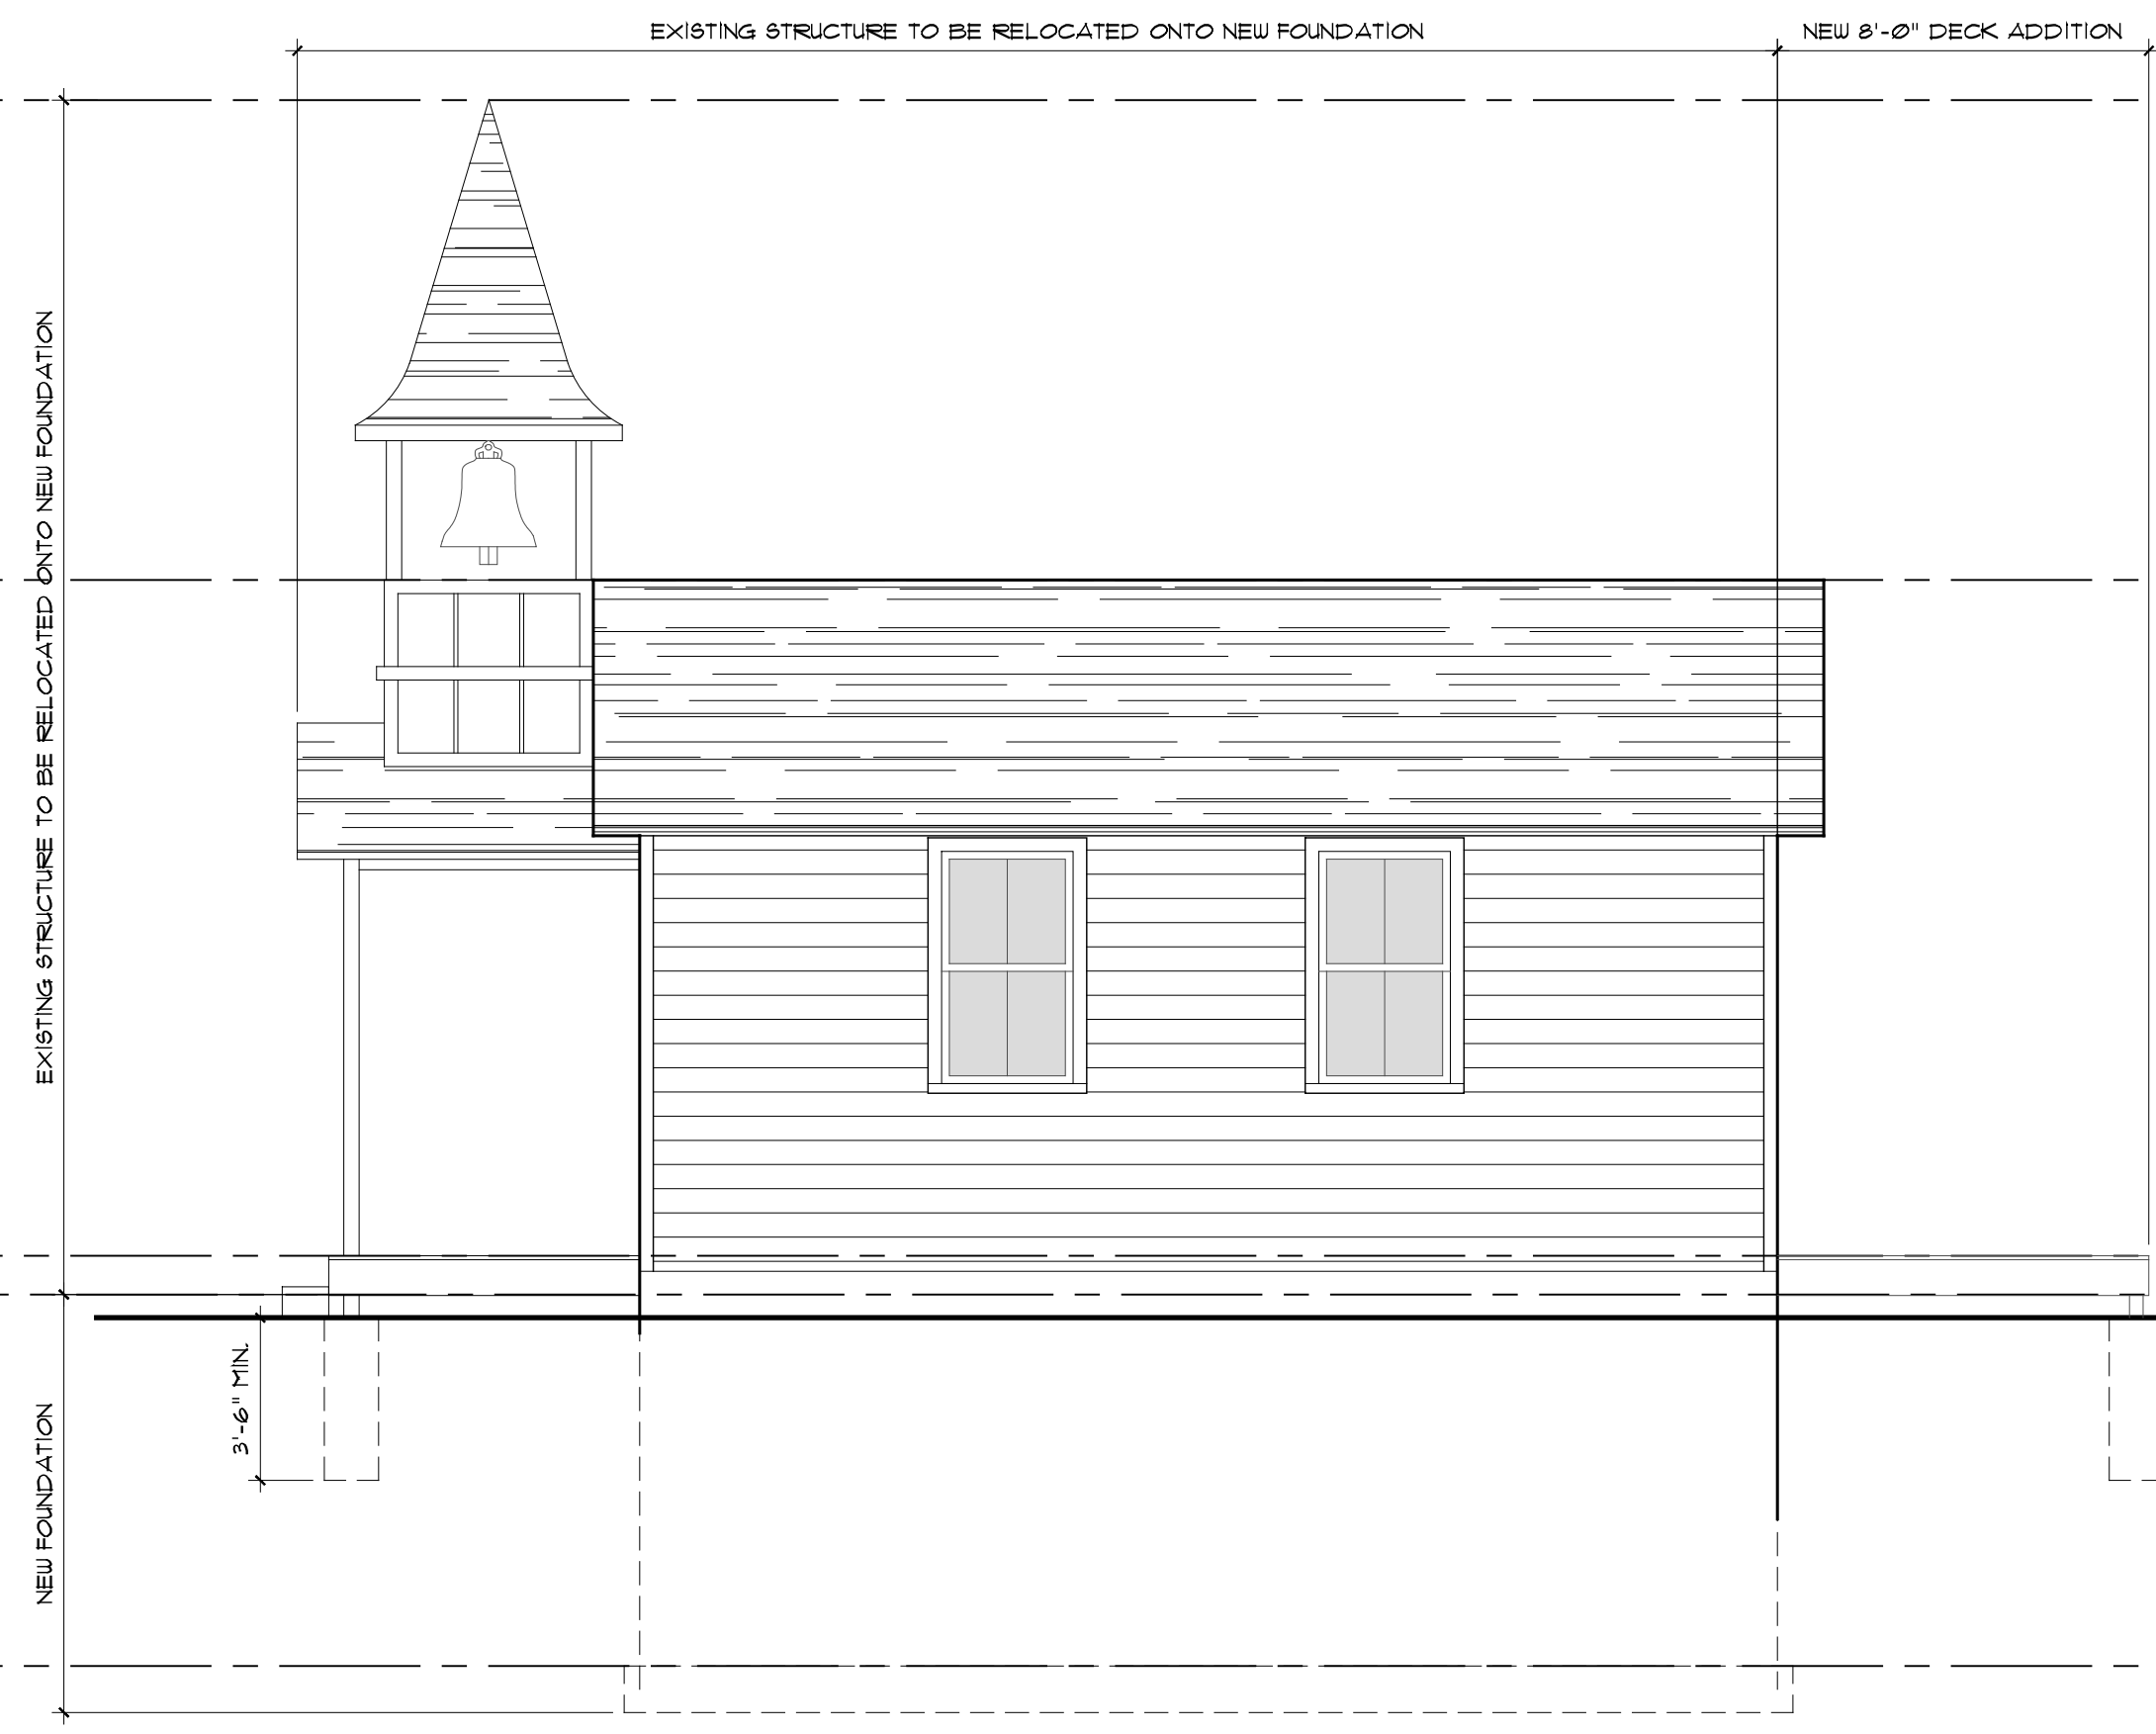 EXISTING STRUCTURE TO BE RELOCATED ONTO NEW FOUNDATION
NEW 8'-0" DECK ADDITION
EXISTING STRUCTURE TO BE RELOCATED ONTO NEW FOUNDATION
3'-6" MIN.
NEW FOUNDATION